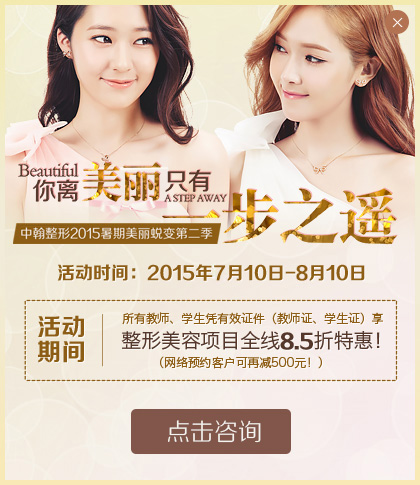 Beautiful
你离美丽只有
A STEP AWAY
一步之遥
中翰整形2015暑期美丽蜕变第二季
活动时间：2015年7月10日-8月10日
活动
期间
所有教师、学生凭有效证件（教师证、学生证）享
整形美容项目全线8.5折特惠！
（网络预约客户可再减500元！）
点击咨询